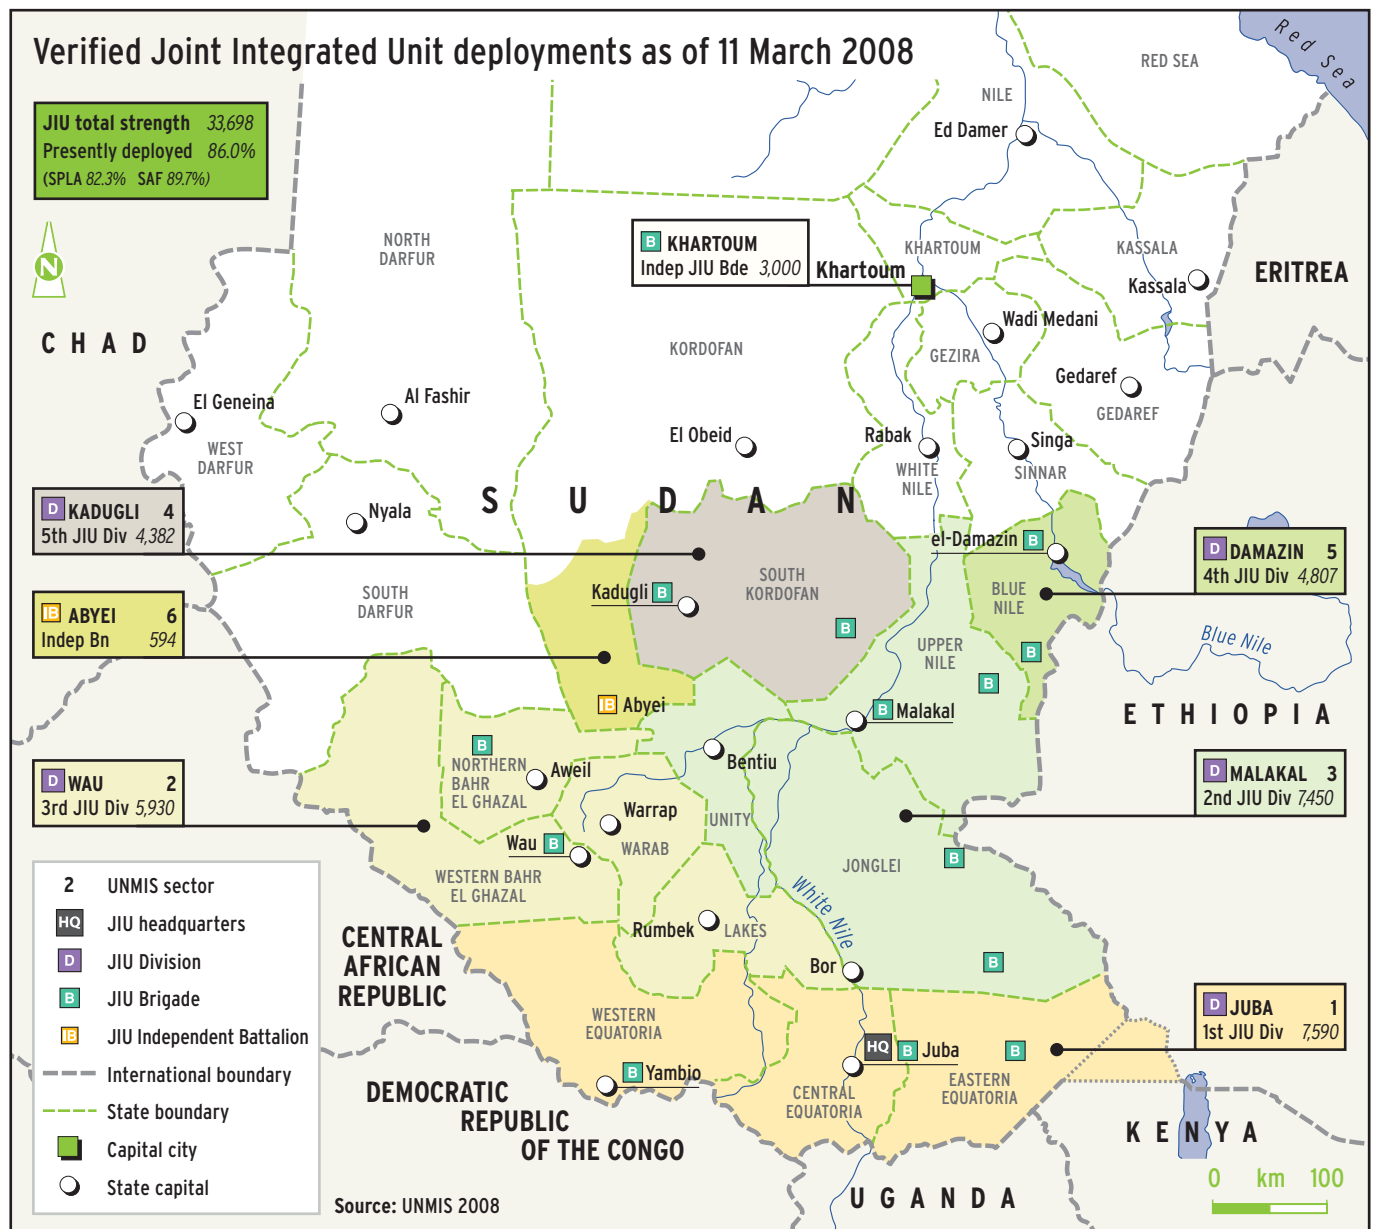 Verified Joint Integrated Unit deployments as of 11 March 2008
JIU total strength 33,698
Presently deployed 86.0%
(SPLA 82.3% SAF 89.7%)
N
Red Sea
RED SEA
NILE
Ed Damer
NORTH
DARFUR
B KHARTOUM
Indep JIU Bde 3,000
KHARTOUM
Khartoum
KASSALA
Kassala
ERITREA
CHAD
Wadi Medani
GEZIRA
KORDOFAN
Gedaref
GEDAREF
El Geneina
Al Fashir
WEST
DARFUR
El Obeid
Rabak
Singa
WHITE
NILE
SINNAR
SUDAN
Nyala
D KADUGLI 4
5th JIU Div 4,382
el-Damazin B
D DAMAZIN 5
4th JIU Div 4,807
SOUTH
KORDOFAN
Kadugli B
BLUE
NILE
SOUTH
DARFUR
IB ABYEI 6
Indep Bn 594
B
UPPER
NILE
B
B
Blue Nile
IB Abyei
B Malakal
ETHIOPIA
B
NORTHERN
BAHR
EL GHAZAL
Aweil
Bentiu
D WAU 2
3rd JIU Div 5,930
D MALAKAL 3
2nd JIU Div 7,450
Warrap
UNITY
Wau B
WARAB
JONGLEI
B
WESTERN BAHR
EL GHAZAL
White Nile
Rumbek
LAKES
CENTRAL
AFRICAN
REPUBLIC
Bor
B
WESTERN
EQUATORIA
D JUBA 1
1st JIU Div 7,590
HQ B Juba
B
B Yambio
CENTRAL
EQUATORIA
EASTERN
EQUATORIA
DEMOCRATIC
REPUBLIC
OF THE CONGO
KENYA
UGANDA
2 UNMIS sector
HQ JIU headquarters
D JIU Division
B JIU Brigade
IB JIU Independent Battalion
International boundary
State boundary
Capital city
State capital
Source: UNMIS 2008
0 km 100